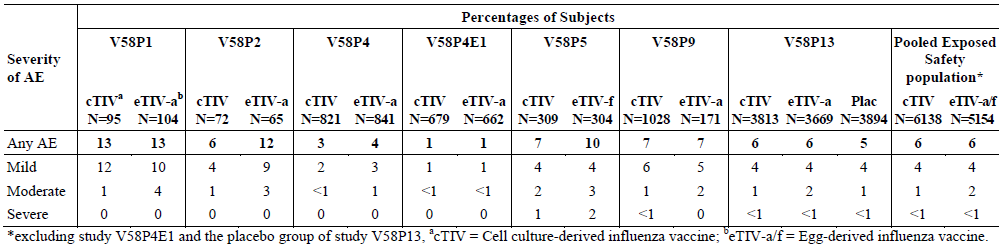 Percentages of Subjects
Severity of AE V58P1 V58P2 V58P4 V58P4E1 V58P5 V58P9 V58P13 Pooled Exposed Safety population*
cTIVᵃ N=95 eTIV-aᵇ N=104 cTIV N=72 eTIV-a N=65 cTIV N=821 eTIV-a N=841 cTIV N=679 eTIV-a N=662 cTIV N=309 eTIV-f N=304 cTIV N=1028 eTIV-a N=171 cTIV N=3813 eTIV-a N=3669 Plac N=3894 cTIV N=6138 eTIV-a/f N=5154
Any AE 13 13 6 12 3 4 1 1 7 10 7 7 6 6 5 6 6
Mild 12 10 4 9 2 3 1 1 4 4 6 5 4 4 4 4 4
Moderate 1 4 1 3 <1 1 <1 <1 2 3 1 2 1 2 1 1 2
Severe 0 0 0 0 0 0 0 0 1 2 <1 0 <1 <1 <1 <1 <1
*excluding study V58P4E1 and the placebo group of study V58P13, ᵃcTIV = Cell culture-derived influenza vaccine; ᵇeTIV-a/f = Egg-derived influenza vaccine.